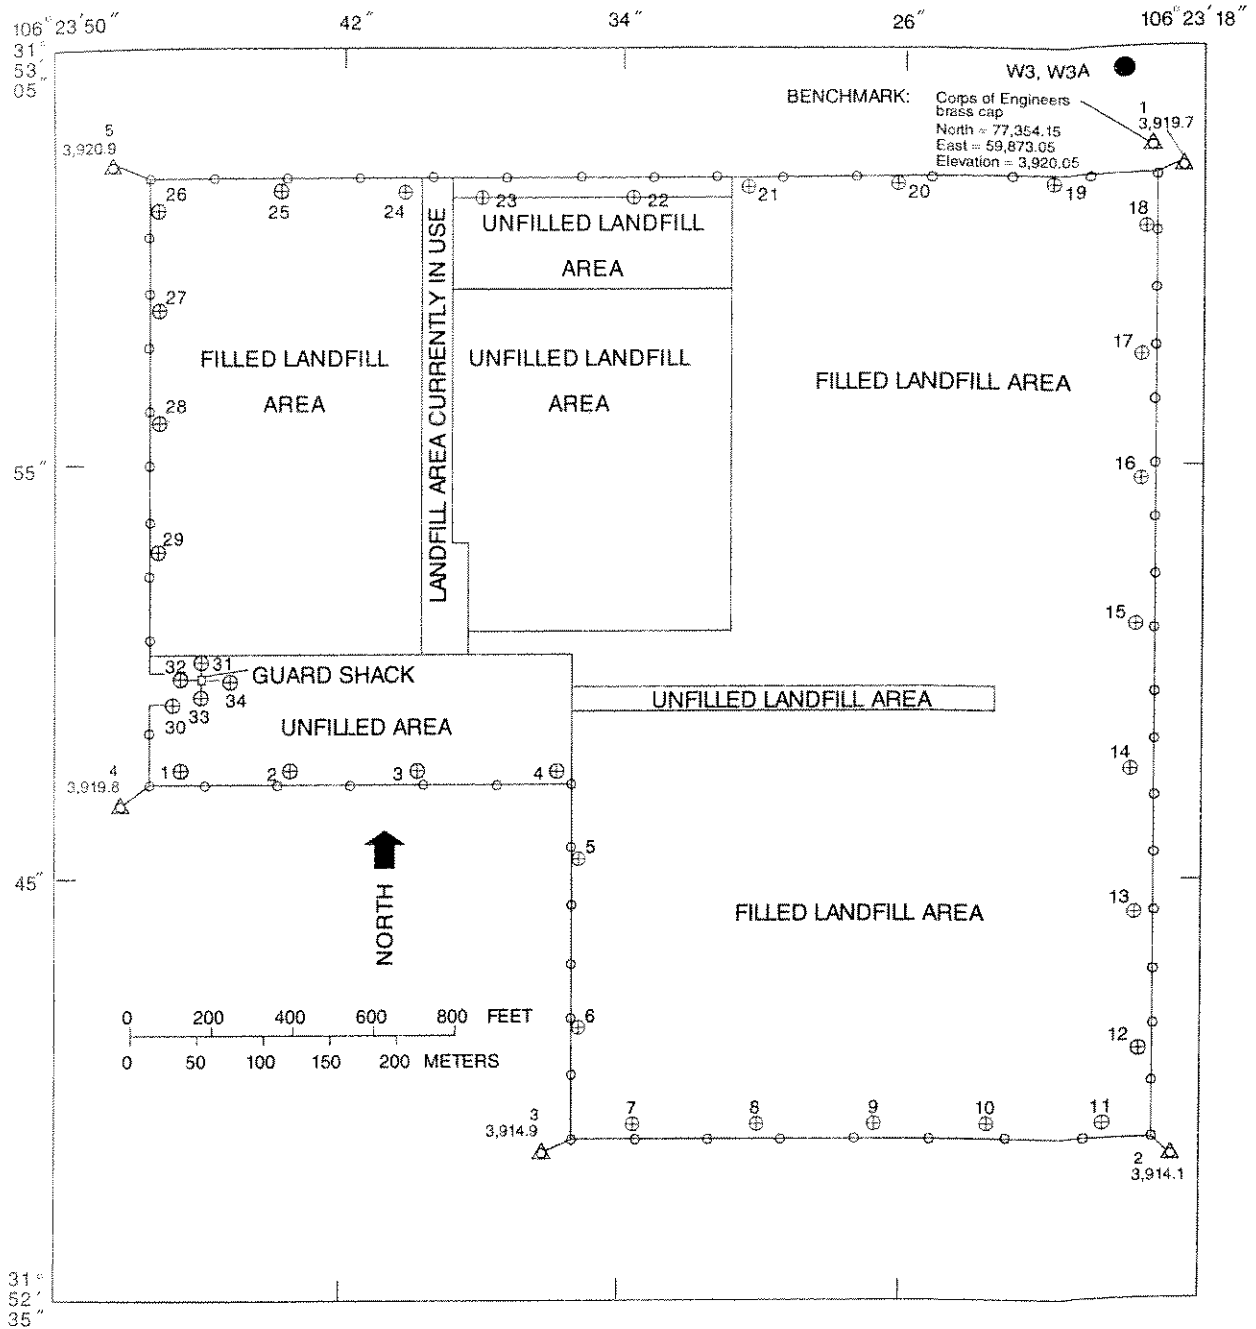 106° 23′ 50″
42″
34″
26″
106° 23′ 18″
31°
53′
05″
W3, W3A
BENCHMARK:
Corps of Engineers
brass cap
North = 77,354.15
East = 59,873.05
Elevation = 3,920.05
1
3,919.7
5
3,920.9
26
25
24
23
22
21
20
19
18
UNFILLED LANDFILL
AREA
LANDFILL AREA CURRENTLY IN USE
27
17
FILLED LANDFILL
AREA
UNFILLED LANDFILL
AREA
FILLED LANDFILL AREA
28
55″
16
29
15
32
31
GUARD SHACK
34
33
30
UNFILLED AREA
UNFILLED LANDFILL AREA
14
4
3,919.8
1
2
3
4
5
45″
NORTH
FILLED LANDFILL AREA
13
0 200 400 600 800 FEET
0 50 100 150 200 METERS
6
12
7
8
9
10
11
3
3,914.9
2
3,914.1
31°
52′
35″